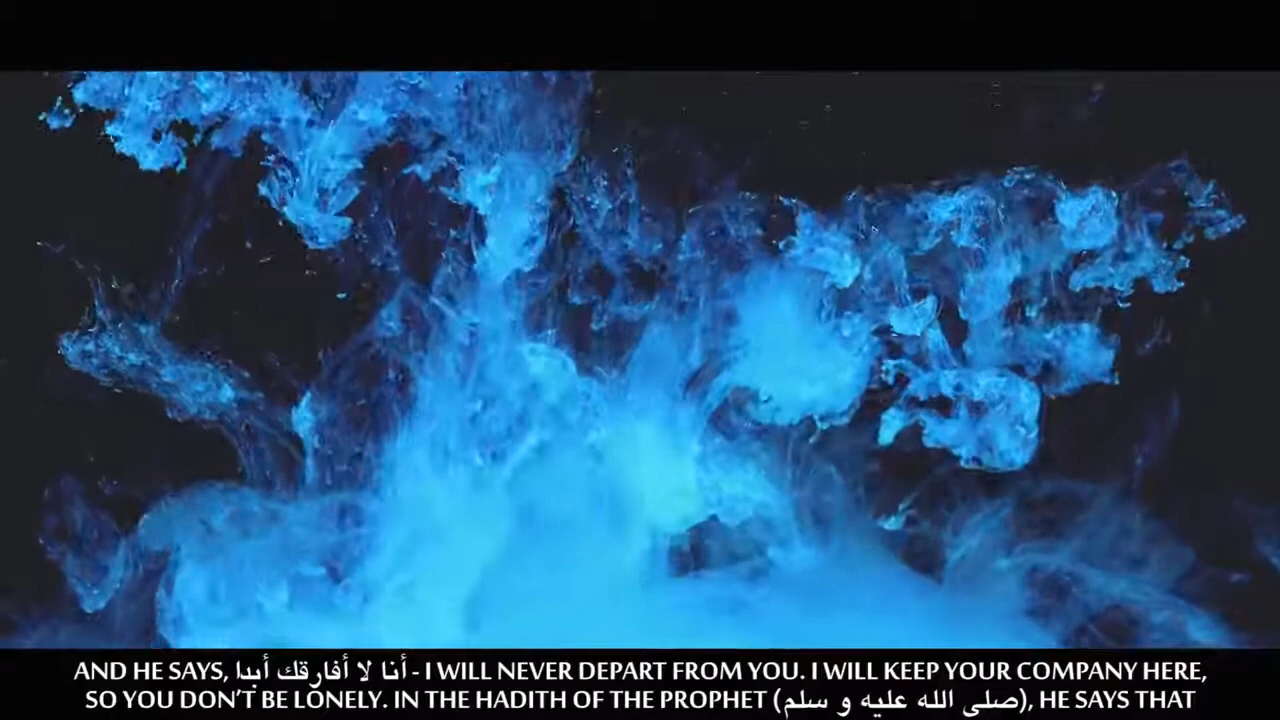 AND HE SAYS, أنا لا أفارقك أبدا - I WILL NEVER DEPART FROM YOU. I WILL KEEP YOUR COMPANY HERE,
SO YOU DON'T BE LONELY. IN THE HADITH OF THE PROPHET (صلى الله عليه و سلم), HE SAYS THAT